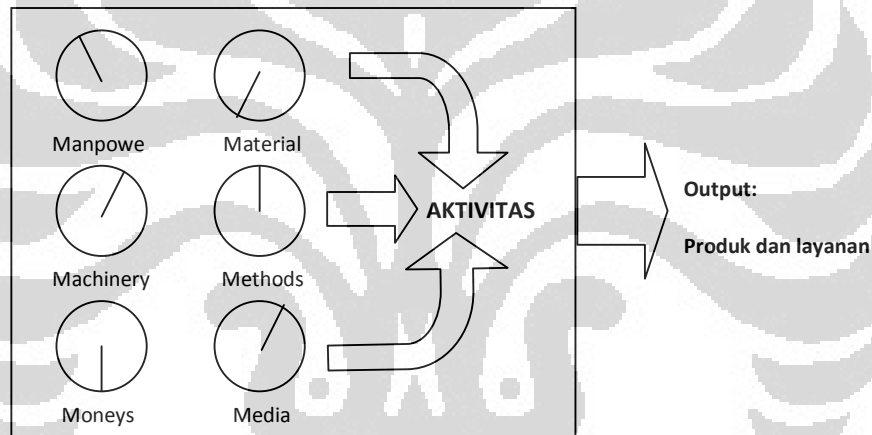 Manpowe
Material
Machinery
Methods
Moneys
Media
AKTIVITAS
Output:
Produk dan layanan